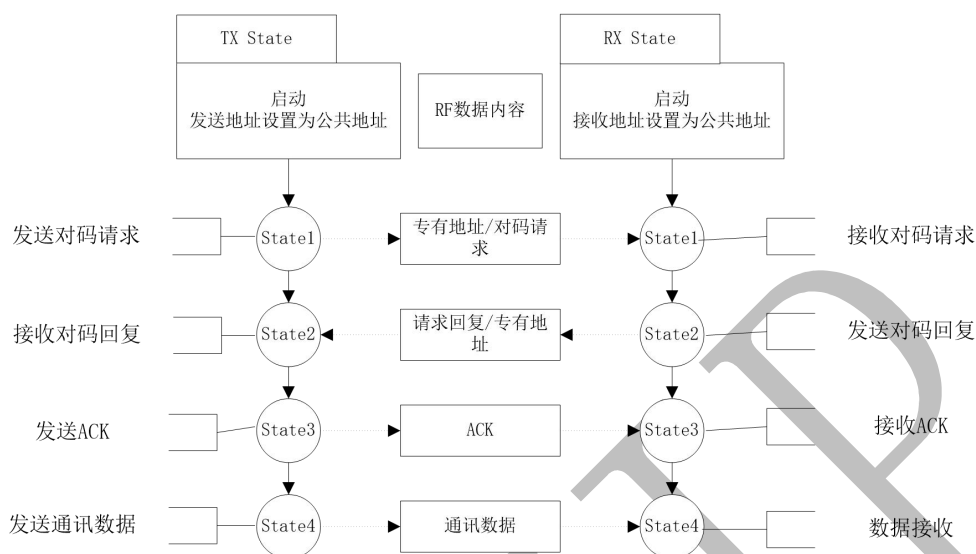 TX State
RX State
启动
发送地址设置为公共地址
RF数据内容
启动
接收地址设置为公共地址
发送对码请求
State1
专有地址/对码请
求
State1
接收对码请求
接收对码回复
State2
请求回复/专有地
址
State2
发送对码回复
发送ACK
State3
ACK
State3
接收ACK
发送通讯数据
State4
通讯数据
State4
数据接收